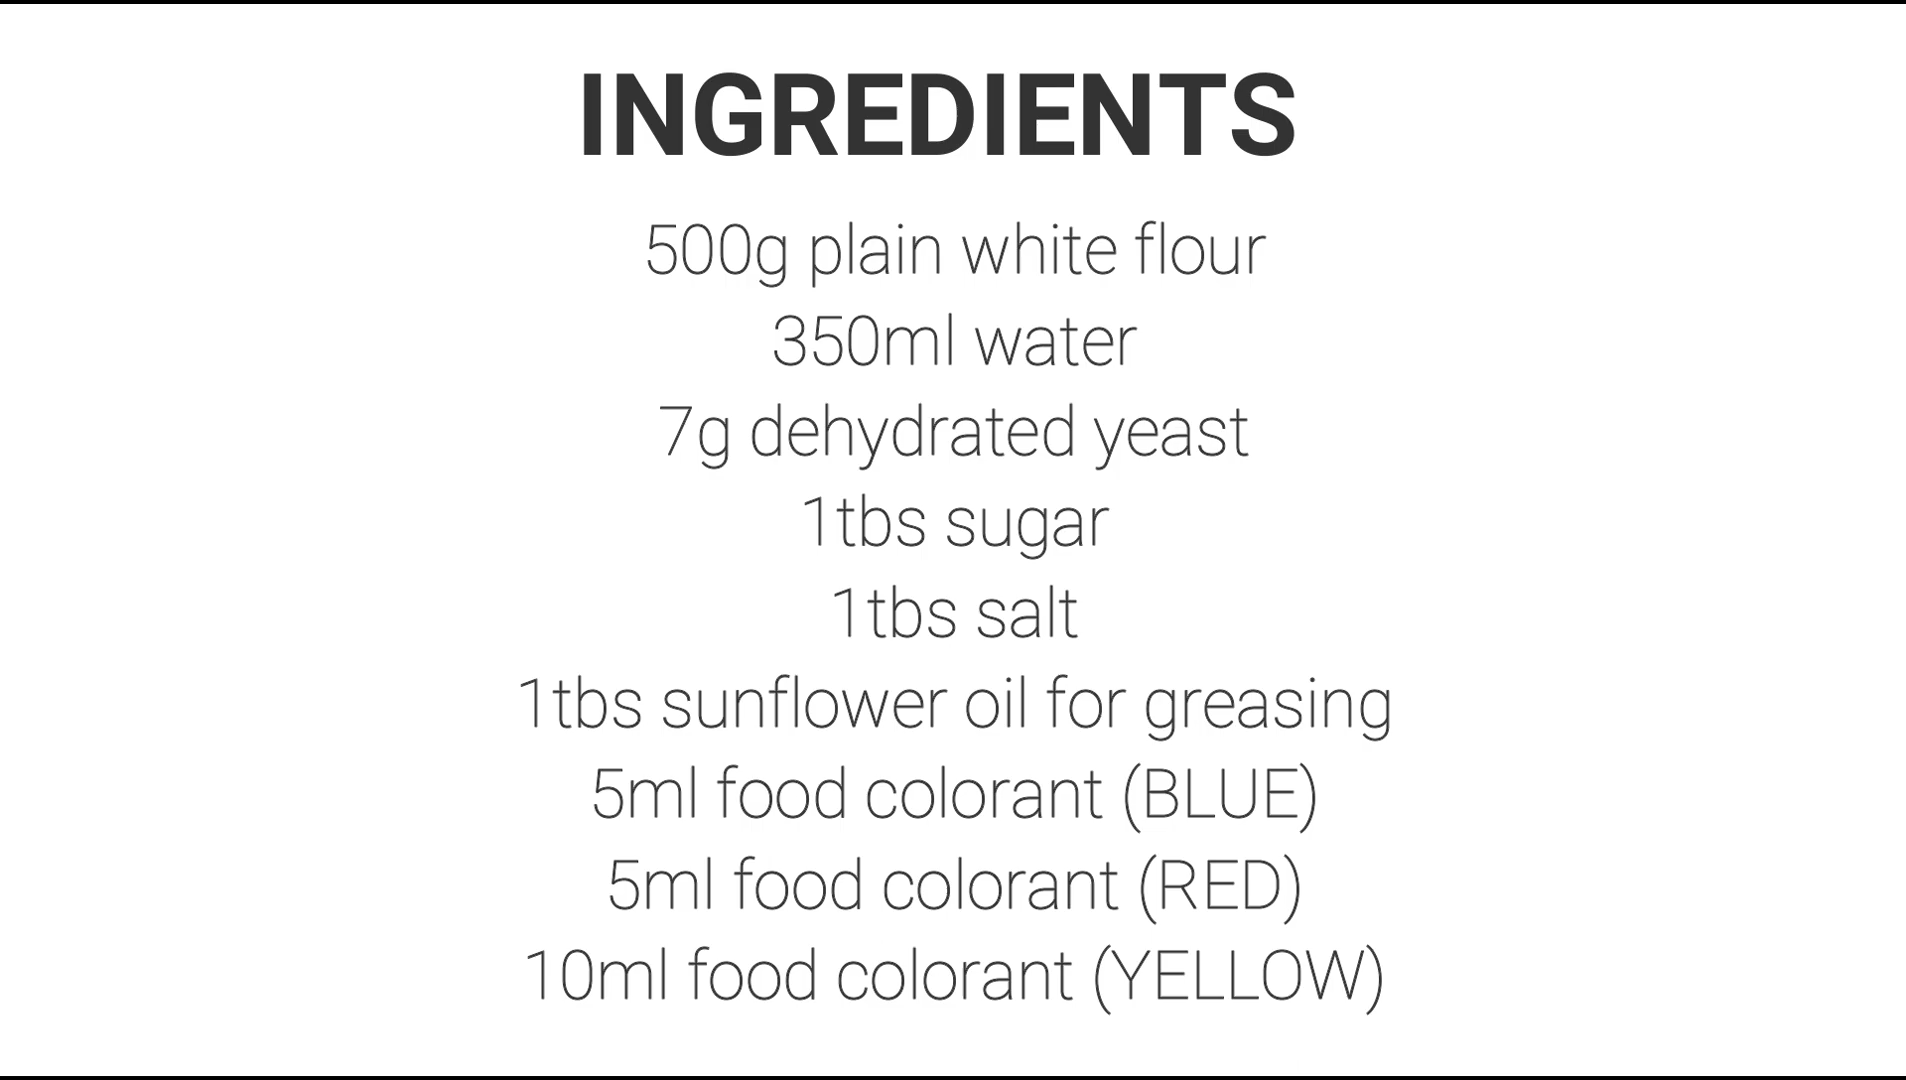 INGREDIENTS
500g plain white flour
350ml water
7g dehydrated yeast
1tbs sugar
1tbs salt
1tbs sunflower oil for greasing
5ml food colorant (BLUE)
5ml food colorant (RED)
10ml food colorant (YELLOW)